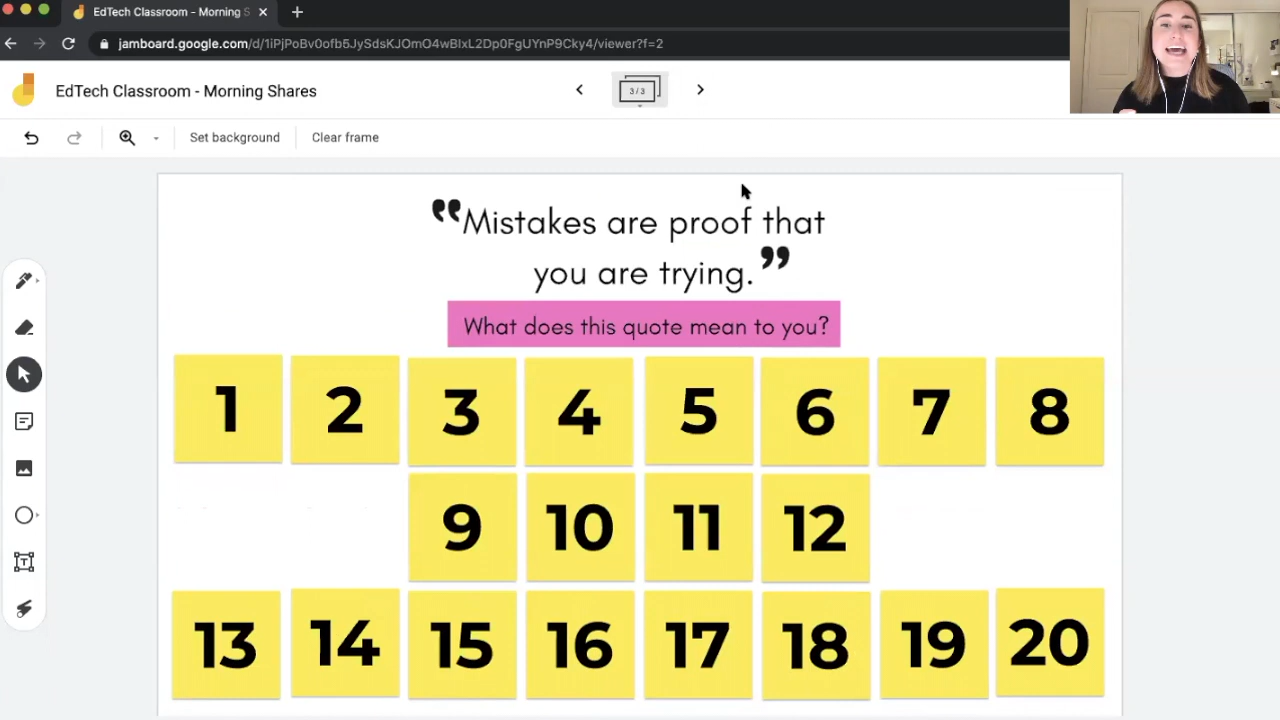 EdTech Classroom - Morning S
jamboard.google.com/d/1iPjPoBv0ofb5JySdsKJOmO4wBIxL2Dp0FgUYnP9Cky4/viewer?f=2
EdTech Classroom - Morning Shares
3 / 3
Set background
Clear frame
"Mistakes are proof that
you are trying."
What does this quote mean to you?
1 2 3 4 5 6 7 8
9 10 11 12
13 14 15 16 17 18 19 20